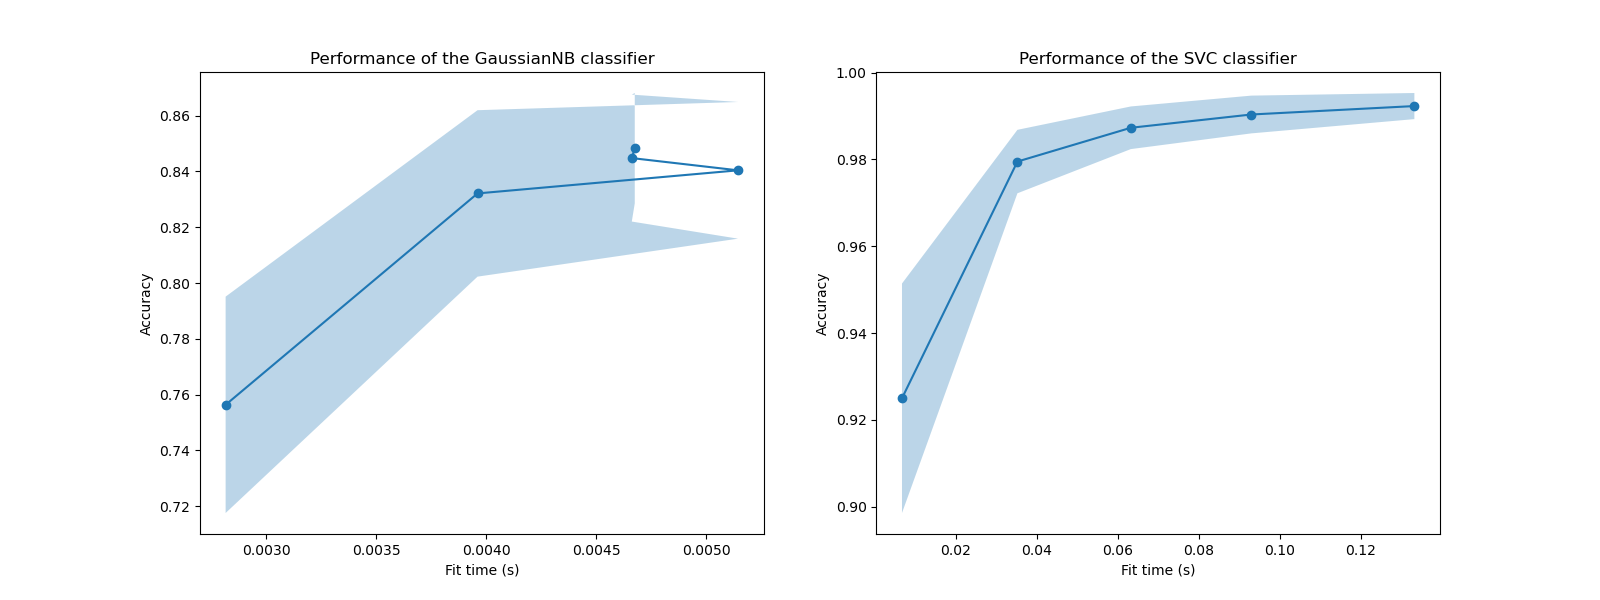 Performance of the GaussianNB classifier
Accuracy
0.86
0.84
0.82
0.80
0.78
0.76
0.74
0.72
0.0030 0.0035 0.0040 0.0045 0.0050
Fit time (s)
Performance of the SVC classifier
Accuracy
1.00
0.98
0.96
0.94
0.92
0.90
0.02 0.04 0.06 0.08 0.10 0.12
Fit time (s)